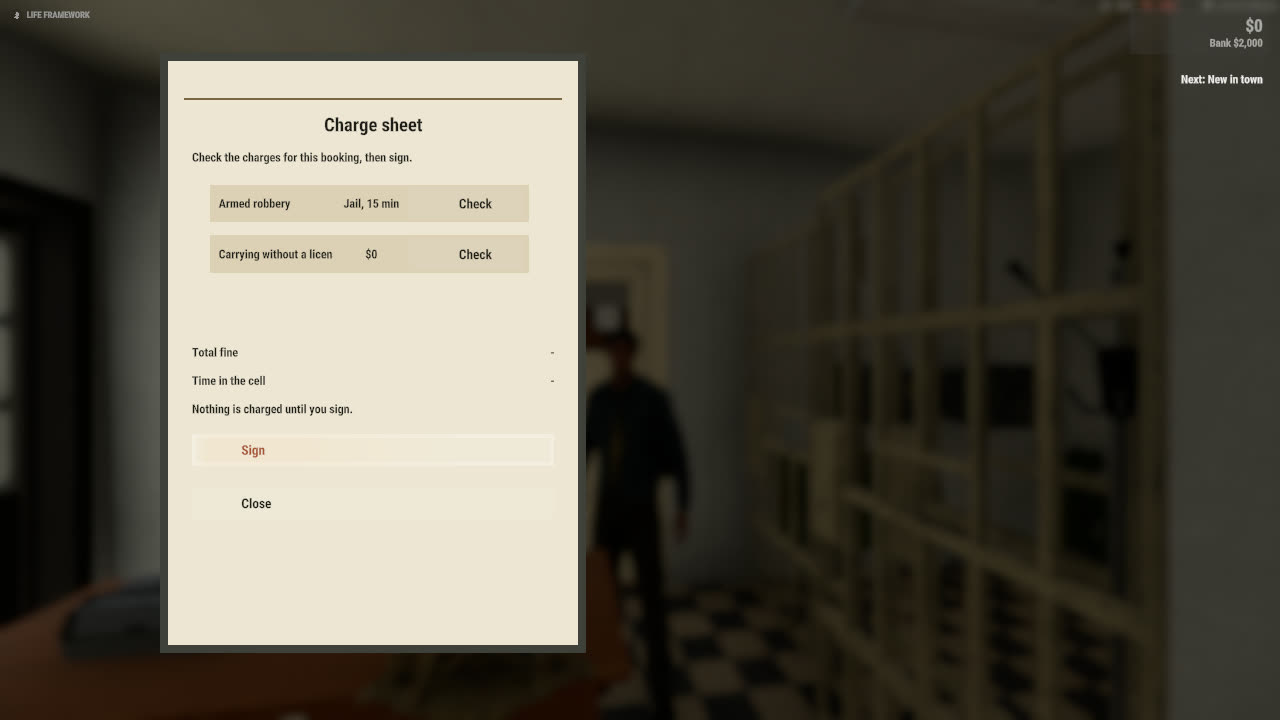 LIFE FRAMEWORK
$0
Bank $2,000
Next: New in town
Charge sheet
Check the charges for this booking, then sign.
Armed robbery Jail, 15 min Check
Carrying without a licen $0 Check
Total fine -
Time in the cell -
Nothing is charged until you sign.
Sign
Close